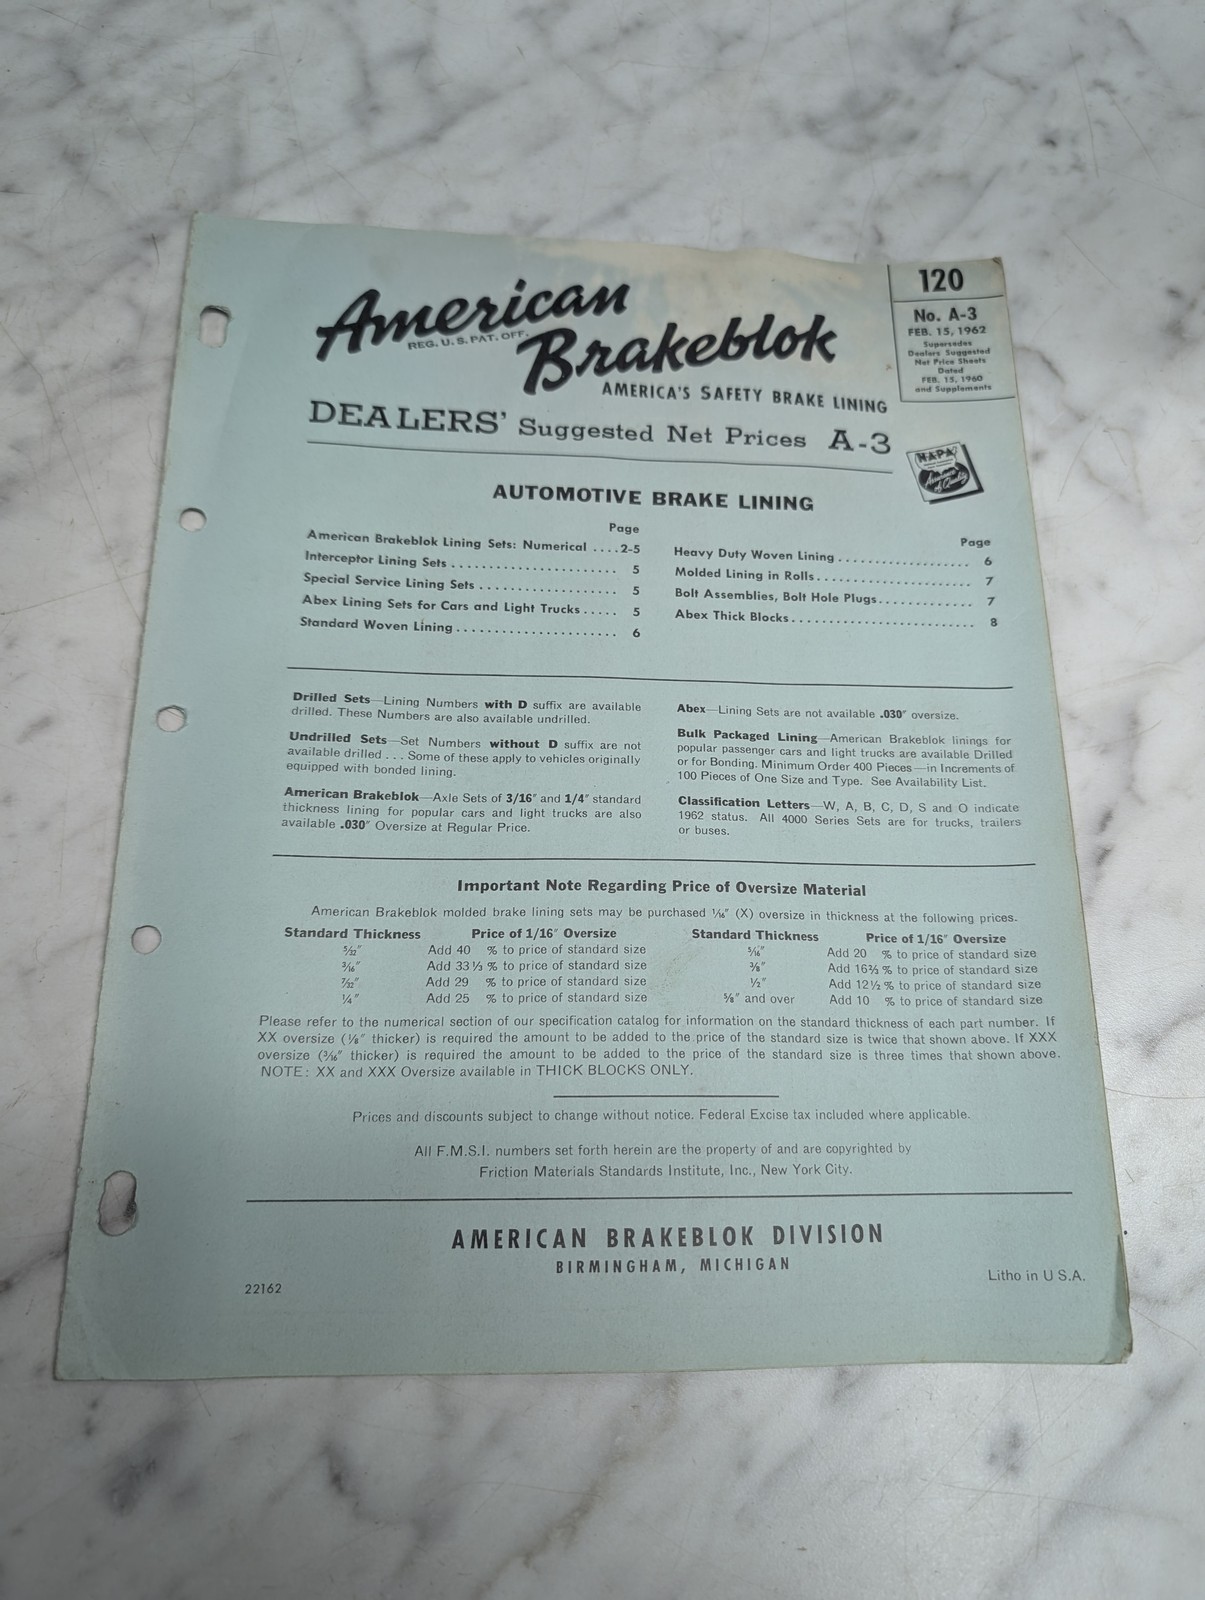 American
REG. U.S. PAT. OFF.
Brakeblok
AMERICA'S SAFETY BRAKE LINING
DEALERS' Suggested Net Prices A-3
120
No. A-3
FEB. 15, 1962
Supersedes
Dealers Suggested
Net Price Sheets
Dated
FEB. 15, 1960
and Supplements
NAPA
AUTOMOTIVE BRAKE LINING
Page
American Brakeblok Lining Sets: Numerical ....2-5
Interceptor Lining Sets ....................... 5
Special Service Lining Sets ................... 5
Abex Lining Sets for Cars and Light Trucks..... 5
Standard Woven Lining....................... 6
Page
Heavy Duty Woven Lining................... 6
Molded Lining in Rolls...................... 7
Bolt Assemblies, Bolt Hole Plugs............. 7
Abex Thick Blocks.......................... 8
Drilled Sets—Lining Numbers with D suffix are available
drilled. These Numbers are also available undrilled.
Undrilled Sets—Set Numbers without D suffix are not
available drilled . . . Some of these apply to vehicles originally
equipped with bonded lining.
American Brakeblok—Axle Sets of 3/16" and 1/4" standard
thickness lining for popular cars and light trucks are also
available .030" Oversize at Regular Price.
Abex—Lining Sets are not available .030" oversize.
Bulk Packaged Lining—American Brakeblok linings for
popular passenger cars and light trucks are available Drilled
or for Bonding. Minimum Order 400 Pieces—in Increments of
100 Pieces of One Size and Type. See Availability List.
Classification Letters—W, A, B, C, D, S and O indicate
1962 status. All 4000 Series Sets are for trucks, trailers
or buses.
Important Note Regarding Price of Oversize Material
American Brakeblok molded brake lining sets may be purchased 1/16" (X) oversize in thickness at the following prices.
Standard Thickness Price of 1/16" Oversize
5/32" Add 40 % to price of standard size
3/16" Add 33⅓ % to price of standard size
7/32" Add 29 % to price of standard size
¼" Add 25 % to price of standard size
Standard Thickness Price of 1/16" Oversize
5/16" Add 20 % to price of standard size
⅜" Add 16⅔ % to price of standard size
½" Add 12½ % to price of standard size
⅝" and over Add 10 % to price of standard size
Please refer to the numerical section of our specification catalog for information on the standard thickness of each part number. If
XX oversize (⅛" thicker) is required the amount to be added to the price of the standard size is twice that shown above. If XXX
oversize (3/16" thicker) is required the amount to be added to the price of the standard size is three times that shown above.
NOTE: XX and XXX Oversize available in THICK BLOCKS ONLY.
Prices and discounts subject to change without notice. Federal Excise tax included where applicable.
All F.M.S.I. numbers set forth herein are the property of and are copyrighted by
Friction Materials Standards Institute, Inc., New York City.
AMERICAN BRAKEBLOK DIVISION
BIRMINGHAM, MICHIGAN
22162
Litho in U S.A.